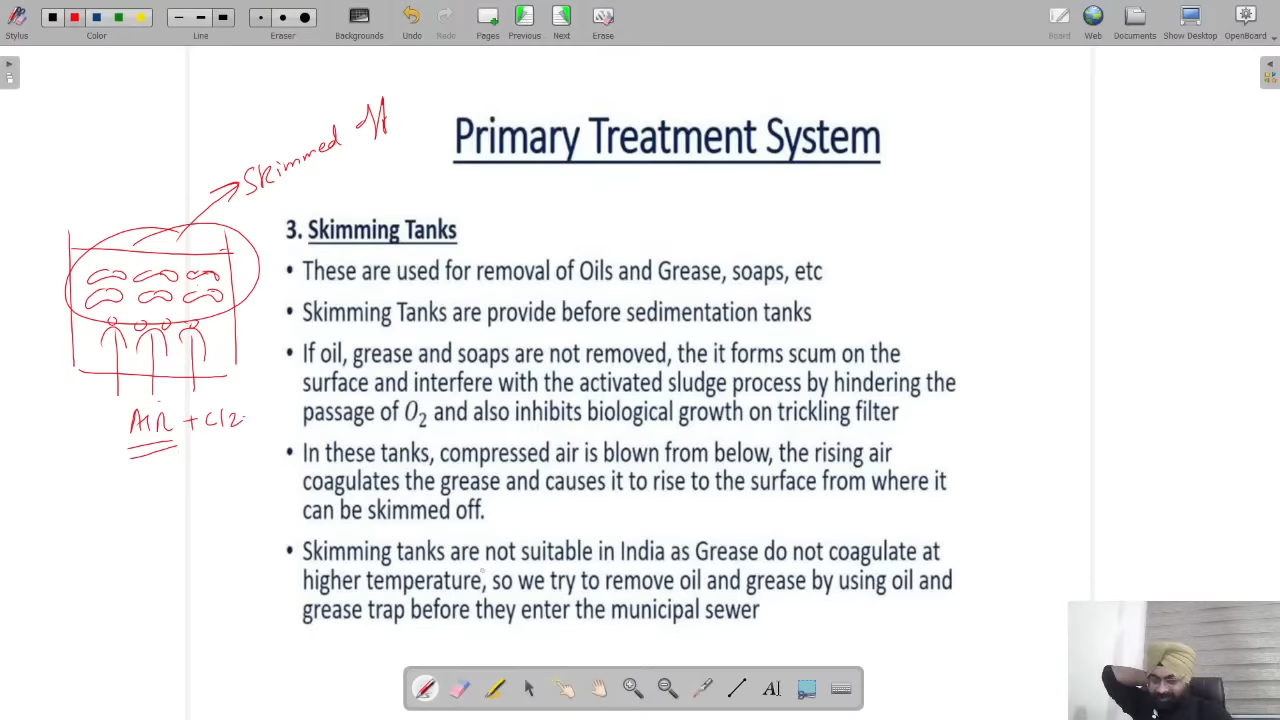 Stylus Color Line Eraser Backgrounds Undo Redo Pages Previous Next Erase Board Web Documents Show Desktop OpenBoard
Primary Treatment System
Skimmed off
3. Skimming Tanks
• These are used for removal of Oils and Grease, soaps, etc
• Skimming Tanks are provide before sedimentation tanks
• If oil, grease and soaps are not removed, the it forms scum on the
surface and interfere with the activated sludge process by hindering the
passage of O₂ and also inhibits biological growth on trickling filter
AIR + Cl2
• In these tanks, compressed air is blown from below, the rising air
coagulates the grease and causes it to rise to the surface from where it
can be skimmed off.
• Skimming tanks are not suitable in India as Grease do not coagulate at
higher temperature, so we try to remove oil and grease by using oil and
grease trap before they enter the municipal sewer